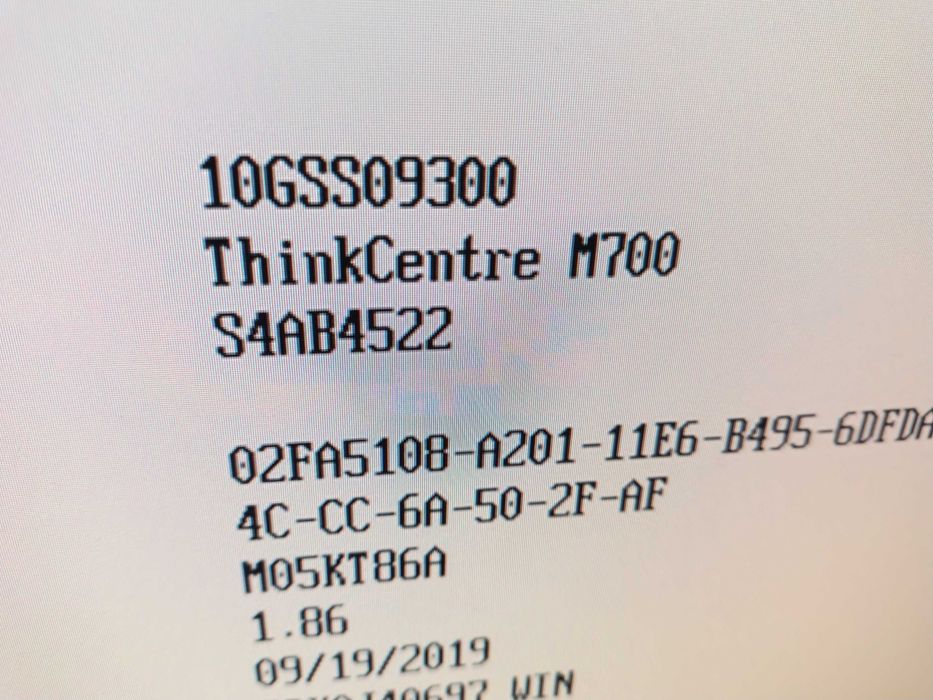 10GSS09300
ThinkCentre M700
S4AB4522
02FA5108-A201-11E6-B495-6DFDA
4C-CC-6A-50-2F-AF
M05KT86A
1.86
09/19/2019
WIN